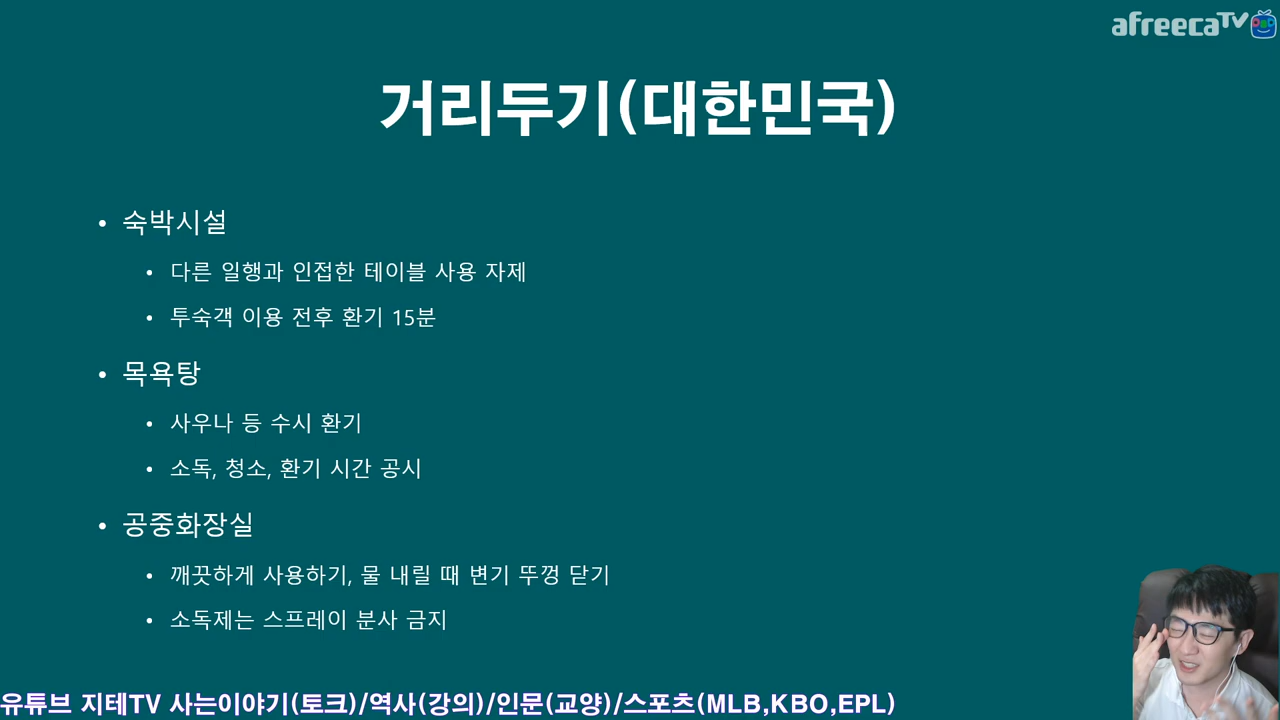 afreecaTV
거리두기(대한민국)
• 숙박시설
• 다른 일행과 인접한 테이블 사용 자제
• 투숙객 이용 전후 환기 15분
• 목욕탕
• 사우나 등 수시 환기
• 소독, 청소, 환기 시간 공시
• 공중화장실
• 깨끗하게 사용하기, 물 내릴 때 변기 뚜껑 닫기
• 소독제는 스프레이 분사 금지
유튜브 지테TV 사는이야기(토크)/역사(강의)/인문(교양)/스포츠(MLB,KBO,EPL)